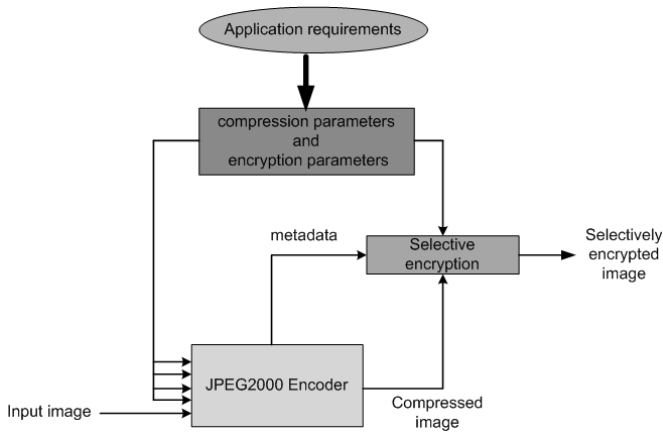 Application requirements
compression parameters
and
encryption parameters
metadata
Selective
encryption
Selectively
encrypted
image
JPEG2000 Encoder
Input image
Compressed
image